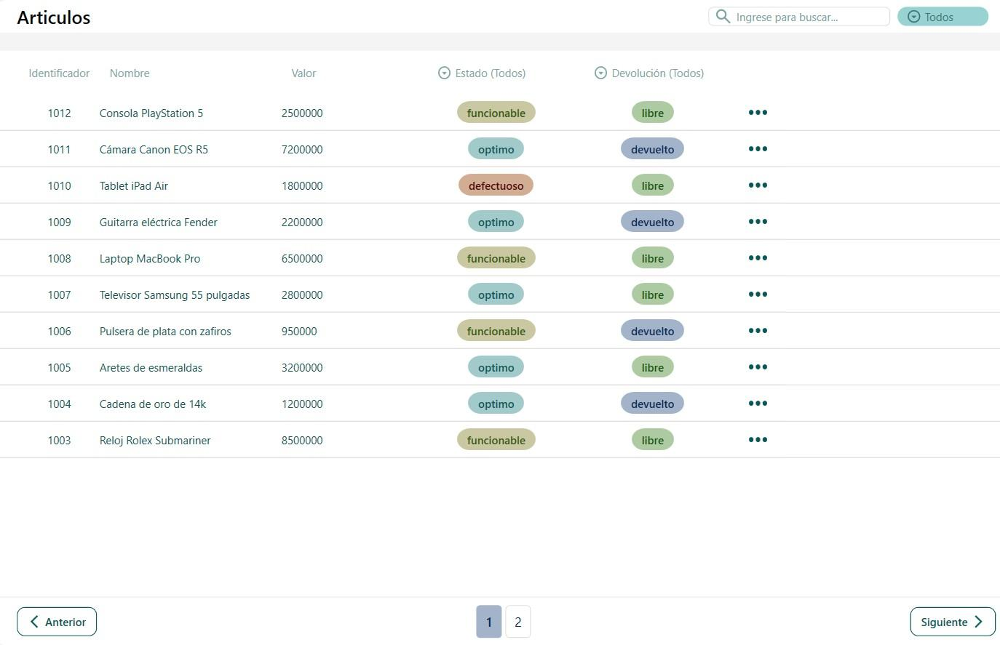 Articulos
Ingrese para buscar...
Todos
Identificador Nombre Valor Estado (Todos) Devolución (Todos)
1012 Consola PlayStation 5 2500000 funcionable libre
1011 Cámara Canon EOS R5 7200000 optimo devuelto
1010 Tablet iPad Air 1800000 defectuoso libre
1009 Guitarra eléctrica Fender 2200000 optimo devuelto
1008 Laptop MacBook Pro 6500000 funcionable libre
1007 Televisor Samsung 55 pulgadas 2800000 optimo libre
1006 Pulsera de plata con zafiros 950000 funcionable devuelto
1005 Aretes de esmeraldas 3200000 optimo libre
1004 Cadena de oro de 14k 1200000 optimo devuelto
1003 Reloj Rolex Submariner 8500000 funcionable libre
Anterior 1 2 Siguiente